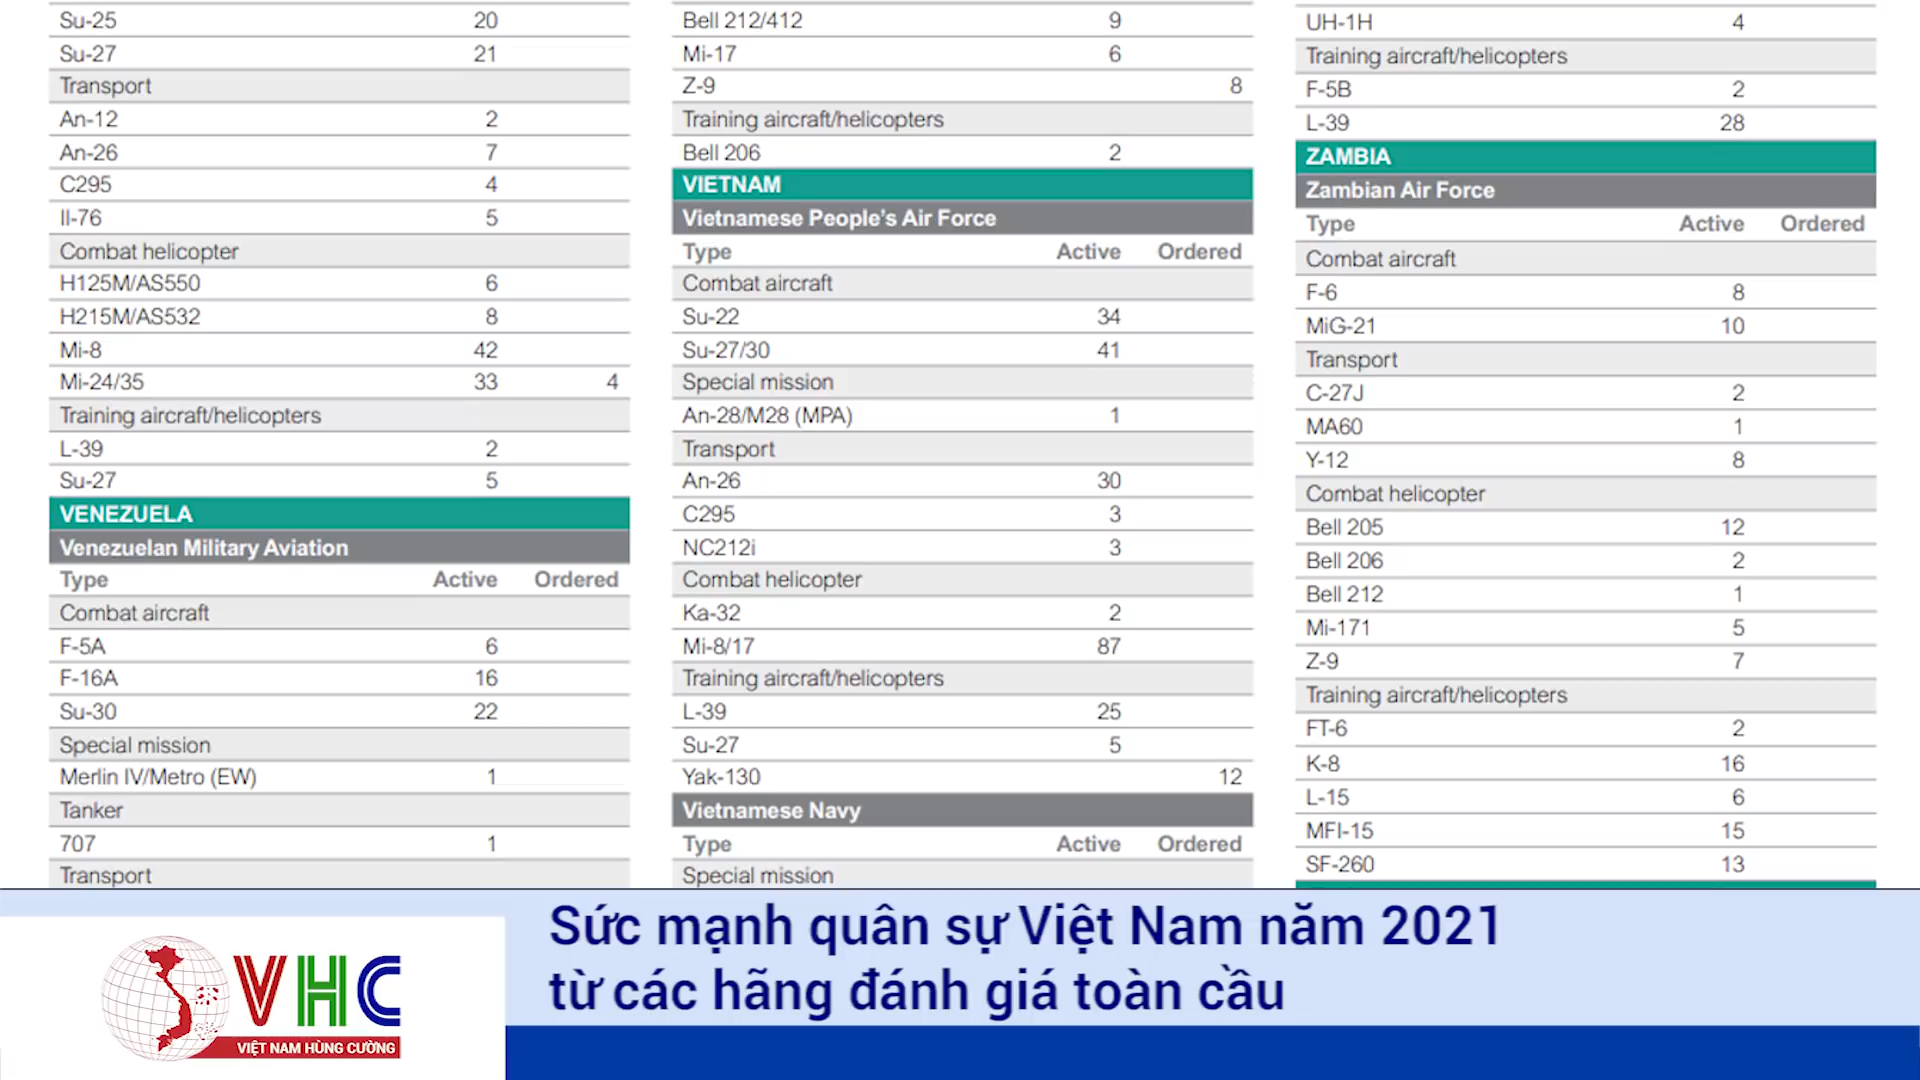 Su-25 20
Su-27 21
Transport
An-12 2
An-26 7
C295 4
Il-76 5
Combat helicopter
H125M/AS550 6
H215M/AS532 8
Mi-8 42
Mi-24/35 33 4
Training aircraft/helicopters
L-39 2
Su-27 5
VENEZUELA
Venezuelan Military Aviation
Type Active Ordered
Combat aircraft
F-5A 6
F-16A 16
Su-30 22
Special mission
Merlin IV/Metro (EW) 1
Tanker
707 1
Transport
Bell 212/412 9
Mi-17 6
Z-9 8
Training aircraft/helicopters
Bell 206 2
VIETNAM
Vietnamese People's Air Force
Type Active Ordered
Combat aircraft
Su-22 34
Su-27/30 41
Special mission
An-28/M28 (MPA) 1
Transport
An-26 30
C295 3
NC212i 3
Combat helicopter
Ka-32 2
Mi-8/17 87
Training aircraft/helicopters
L-39 25
Su-27 5
Yak-130 12
Vietnamese Navy
Type Active Ordered
Special mission
UH-1H 4
Training aircraft/helicopters
F-5B 2
L-39 28
ZAMBIA
Zambian Air Force
Type Active Ordered
Combat aircraft
F-6 8
MiG-21 10
Transport
C-27J 2
MA60 1
Y-12 8
Combat helicopter
Bell 205 12
Bell 206 2
Bell 212 1
Mi-171 5
Z-9 7
Training aircraft/helicopters
FT-6 2
K-8 16
L-15 6
MFI-15 15
SF-260 13
Sức mạnh quân sự Việt Nam năm 2021
từ các hãng đánh giá toàn cầu
VHC
VIỆT NAM HÙNG CƯỜNG